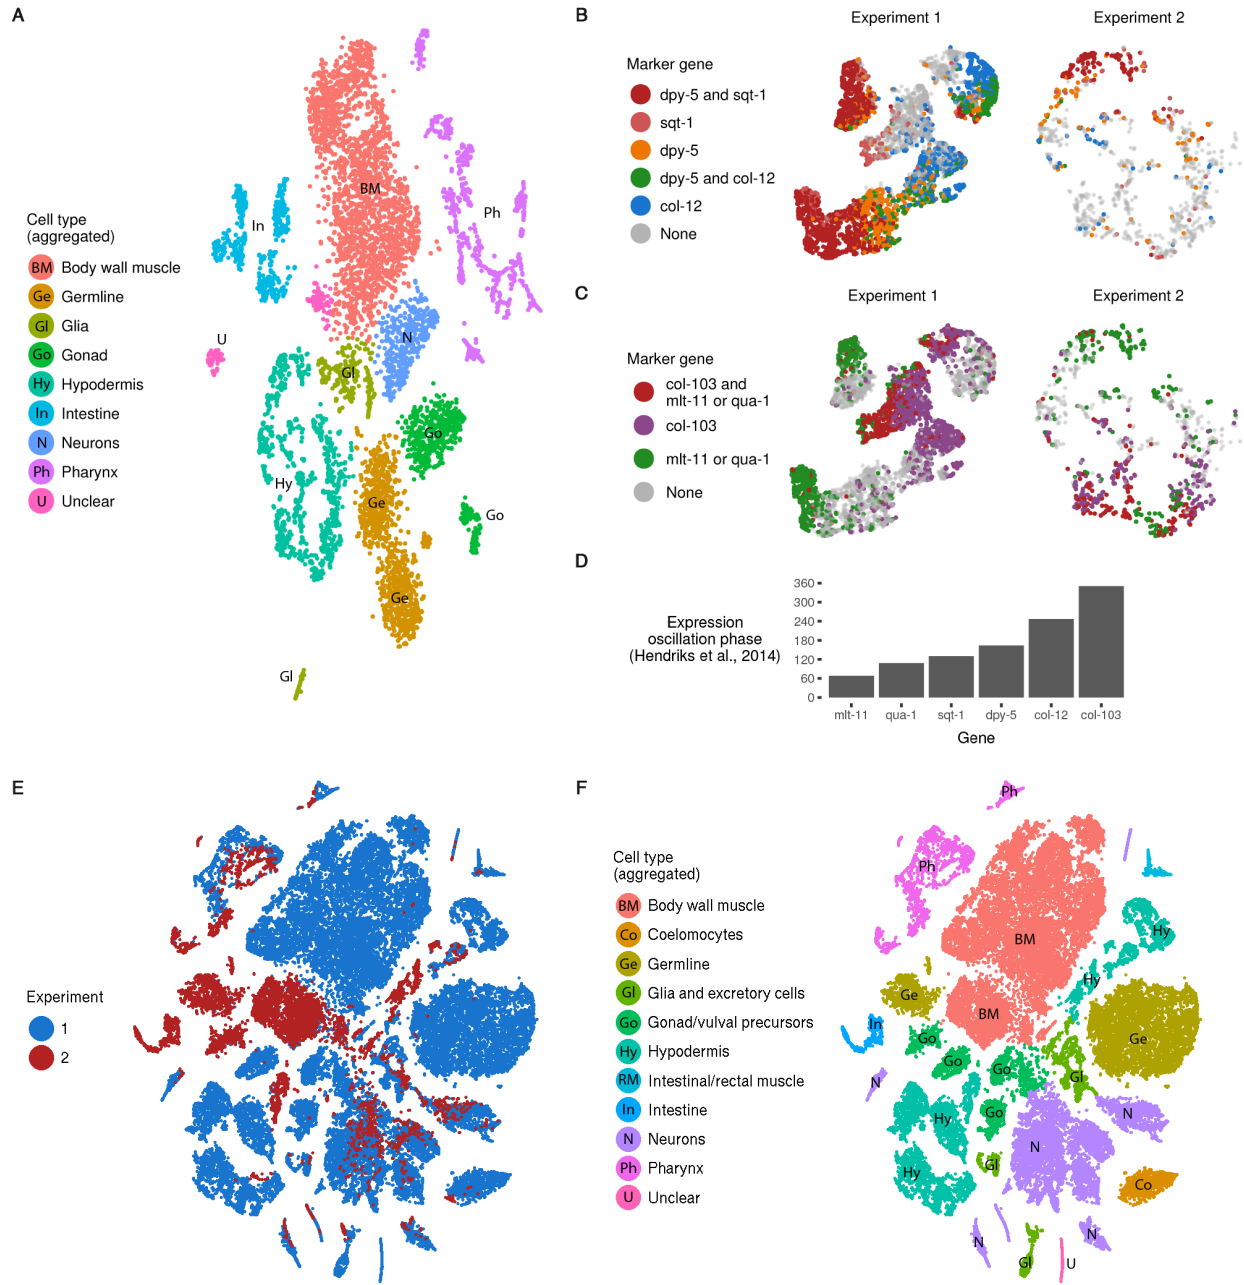 A
BM
In
Ph
U
N
Gl
Go
Hy
Ge
Go
Ge
Gl
Cell type
(aggregated)
BM Body wall muscle
Ge Germline
Gl Glia
Go Gonad
Hy Hypodermis
In Intestine
N Neurons
Ph Pharynx
U Unclear
B
Experiment 1
Experiment 2
Marker gene
dpy-5 and sqt-1
sqt-1
dpy-5
dpy-5 and col-12
col-12
None
C
Experiment 1
Experiment 2
Marker gene
col-103 and
mlt-11 or qua-1
col-103
mlt-11 or qua-1
None
D
Expression
oscillation phase
(Hendriks et al., 2014)
360
300
240
180
120
60
0
mlt-11 qua-1 sqt-1 dpy-5 col-12 col-103
Gene
E
Experiment
1
2
F
Cell type
(aggregated)
BM Body wall muscle
Co Coelomocytes
Ge Germline
Gl Glia and excretory cells
Go Gonad/vulval precursors
Hy Hypodermis
RM Intestinal/rectal muscle
In Intestine
N Neurons
Ph Pharynx
U Unclear
Ph
Ph
BM
Hy
Hy
Ge
BM
In
Go
Ge
Go
Go
Gl
N
Hy
Go
N
N
Hy
Gl
Co
N
N
Gl
U